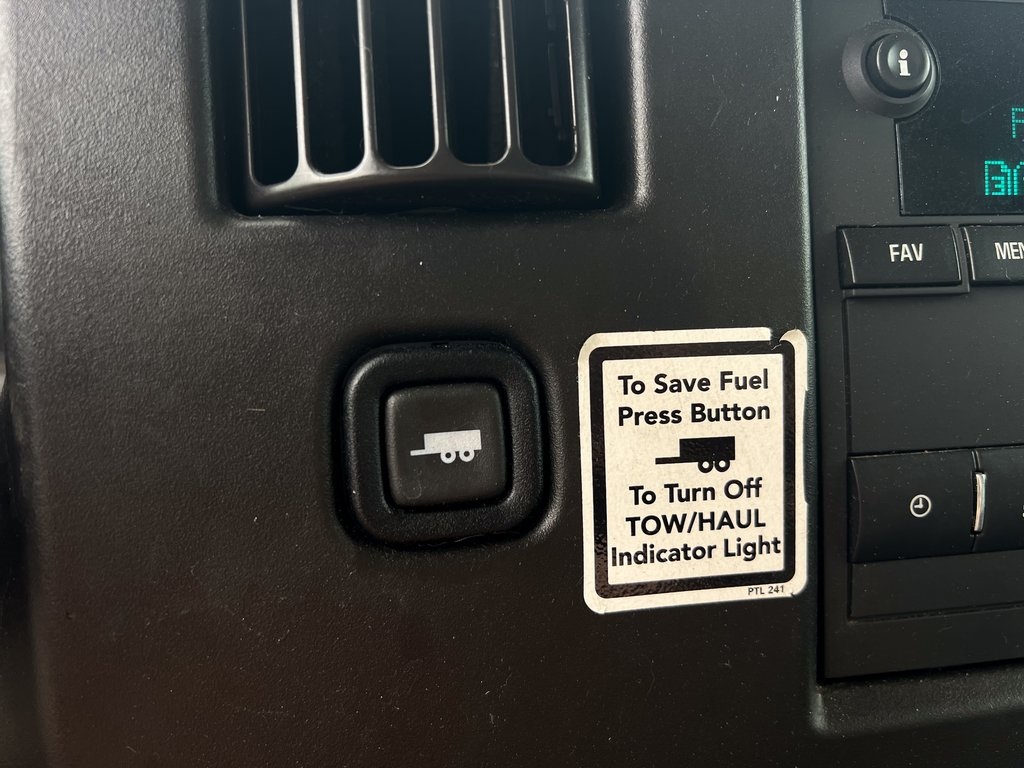 i
FAV
To Save Fuel
Press Button
To Turn Off
TOW/HAUL
Indicator Light
PTL 241